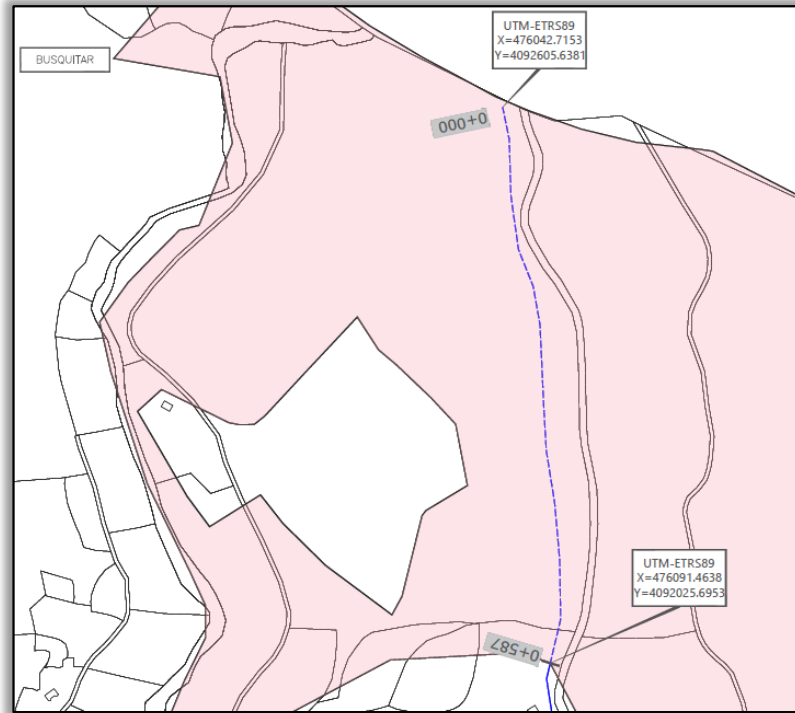 UTM-ETRS89
X=476042.7153
Y=4092605.6381
BUSQUITAR
0+000
UTM-ETRS89
X=476091.4638
Y=4092025.6953
0+587